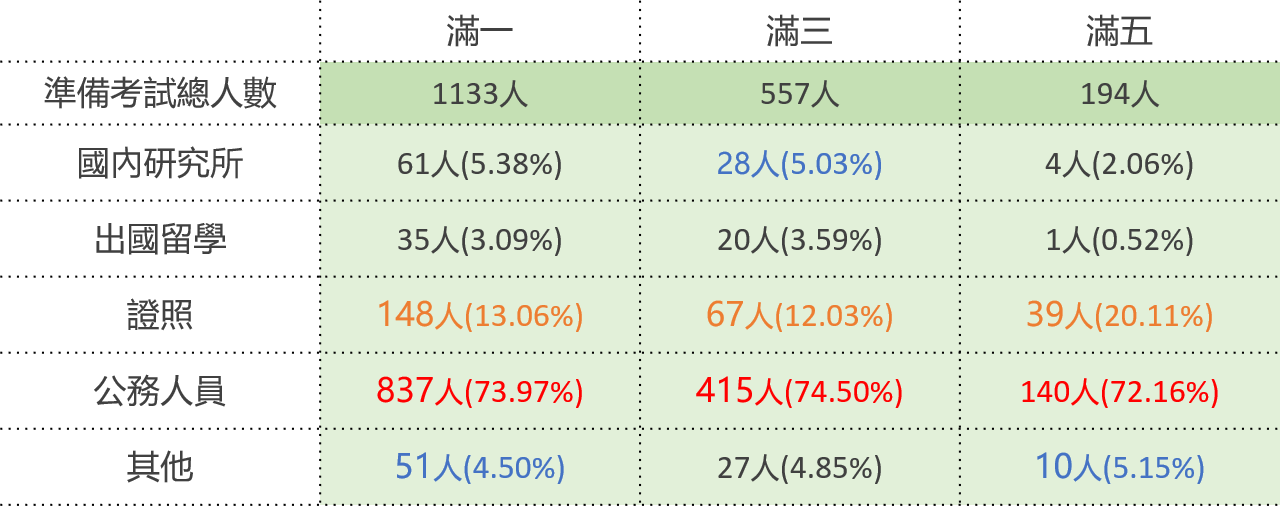 滿一 滿三 滿五
準備考試總人數 1133人 557人 194人
國內研究所 61人(5.38%) 28人(5.03%) 4人(2.06%)
出國留學 35人(3.09%) 20人(3.59%) 1人(0.52%)
證照 148人(13.06%) 67人(12.03%) 39人(20.11%)
公務人員 837人(73.97%) 415人(74.50%) 140人(72.16%)
其他 51人(4.50%) 27人(4.85%) 10人(5.15%)